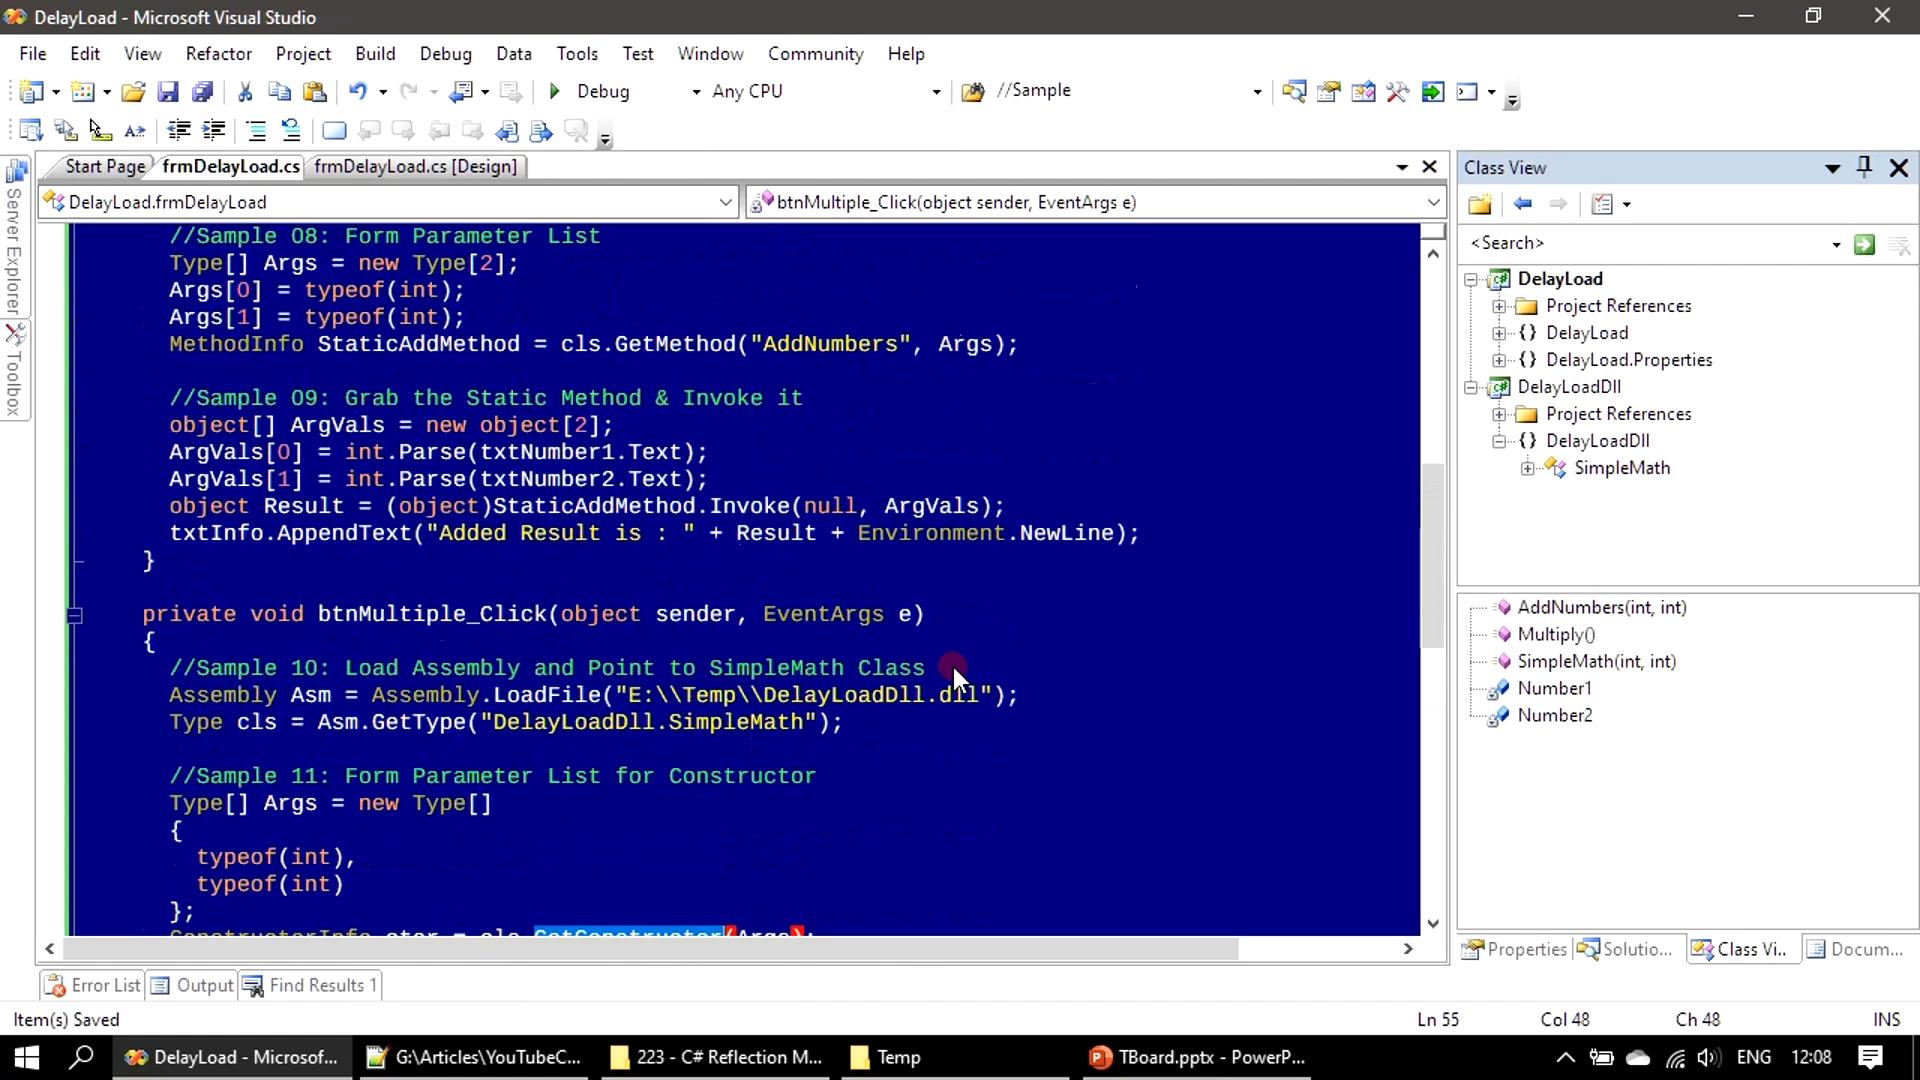 DelayLoad - Microsoft Visual Studio
File Edit View Refactor Project Build Debug Data Tools Test Window Community Help
Debug Any CPU //Sample
Start Page frmDelayLoad.cs frmDelayLoad.cs [Design]
DelayLoad.frmDelayLoad btnMultiple_Click(object sender, EventArgs e)
Server Explorer
Toolbox
//Sample 08: Form Parameter List
Type[] Args = new Type[2];
Args[0] = typeof(int);
Args[1] = typeof(int);
MethodInfo StaticAddMethod = cls.GetMethod("AddNumbers", Args);
//Sample 09: Grab the Static Method & Invoke it
object[] ArgVals = new object[2];
ArgVals[0] = int.Parse(txtNumber1.Text);
ArgVals[1] = int.Parse(txtNumber2.Text);
object Result = (object)StaticAddMethod.Invoke(null, ArgVals);
txtInfo.AppendText("Added Result is : " + Result + Environment.NewLine);
}
private void btnMultiple_Click(object sender, EventArgs e)
{
//Sample 10: Load Assembly and Point to SimpleMath Class
Assembly Asm = Assembly.LoadFile("E:\\Temp\\DelayLoadDll.dll");
Type cls = Asm.GetType("DelayLoadDll.SimpleMath");
//Sample 11: Form Parameter List for Constructor
Type[] Args = new Type[]
{
typeof(int),
typeof(int)
};
ConstructorInfo ctor = cls.GetConstructor(Args);
Class View
<Search>
DelayLoad
Project References
{} DelayLoad
{} DelayLoad.Properties
DelayLoadDll
Project References
{} DelayLoadDll
SimpleMath
AddNumbers(int, int)
Multiply()
SimpleMath(int, int)
Number1
Number2
Properties Solutio... Class Vi... Docum...
Error List Output Find Results 1
Item(s) Saved Ln 55 Col 48 Ch 48 INS
DelayLoad - Microsof... G:\Articles\YouTubeC... 223 - C# Reflection M... Temp TBoard.pptx - PowerP... ENG 12:08